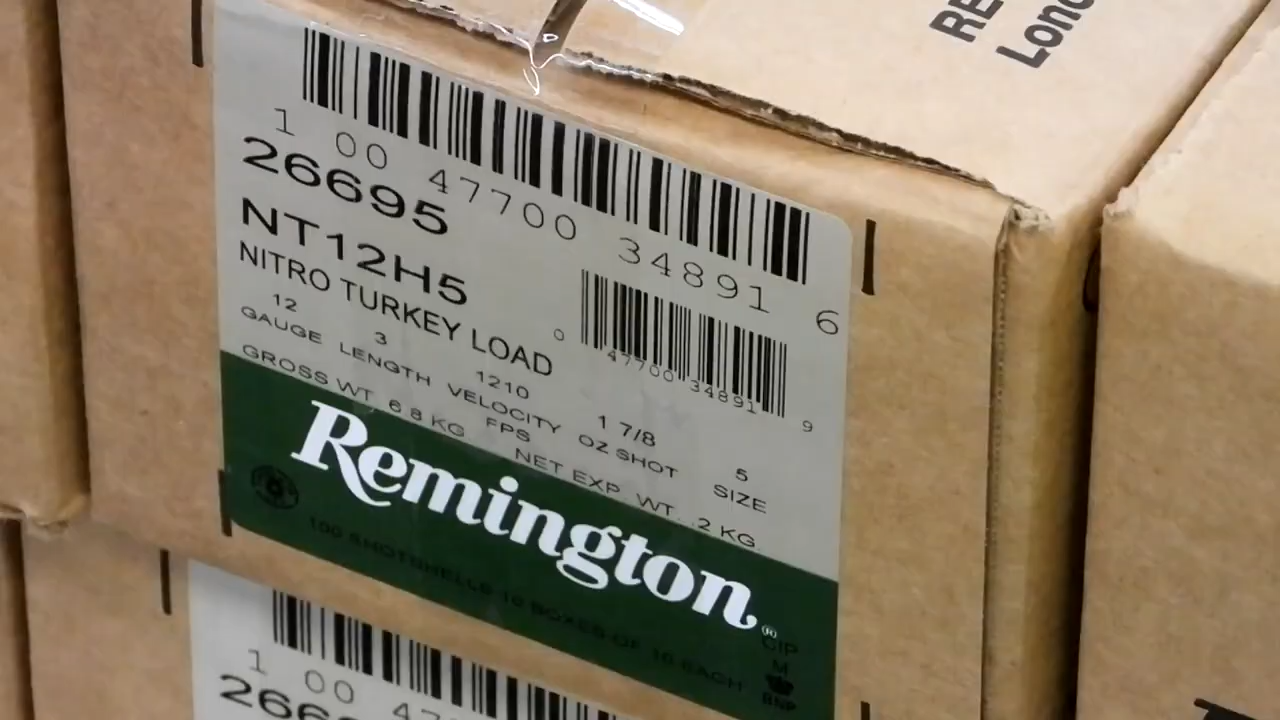 RE
Long
1 00 47700 34891 6
26695
NT12H5
NITRO TURKEY LOAD
0 47700 34891 9
12 3 1210 1 7/8 5
GAUGE LENGTH VELOCITY OZ SHOT SIZE
FPS
GROSS WT 6.8 KG NET EXP. WT. .2 KG
Remington®
100 SHOTSHELLS-10 BOXES OF 10 EACH
CIP
M
BNP
1 00 47
266